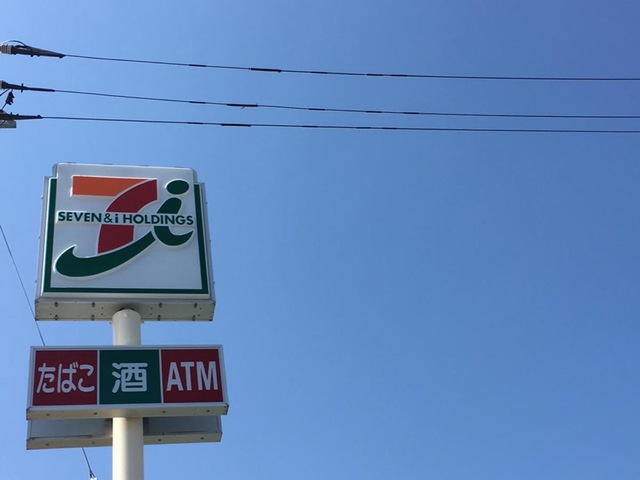 SEVEN & i HOLDINGS
たばこ 酒 ATM